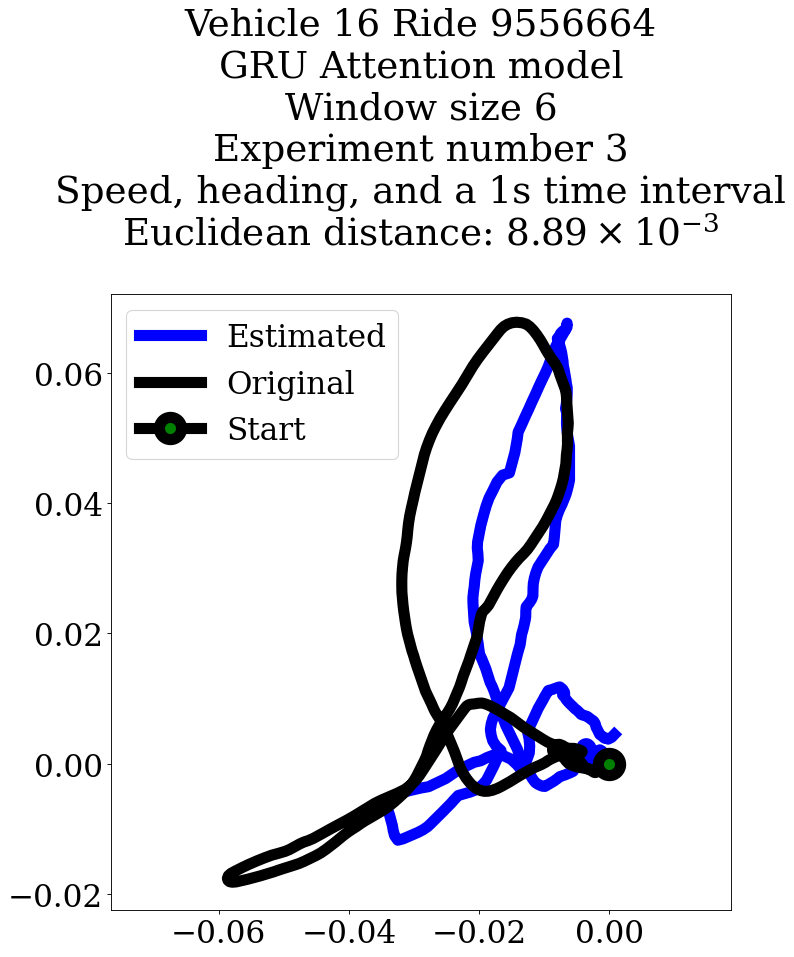 Vehicle 16 Ride 9556664
GRU Attention model
Window size 6
Experiment number 3
Speed, heading, and a 1s time interval
Euclidean distance: 8.89 × 10⁻³
Estimated
Original
Start
0.06
0.04
0.02
0.00
−0.02
−0.06 −0.04 −0.02 0.00